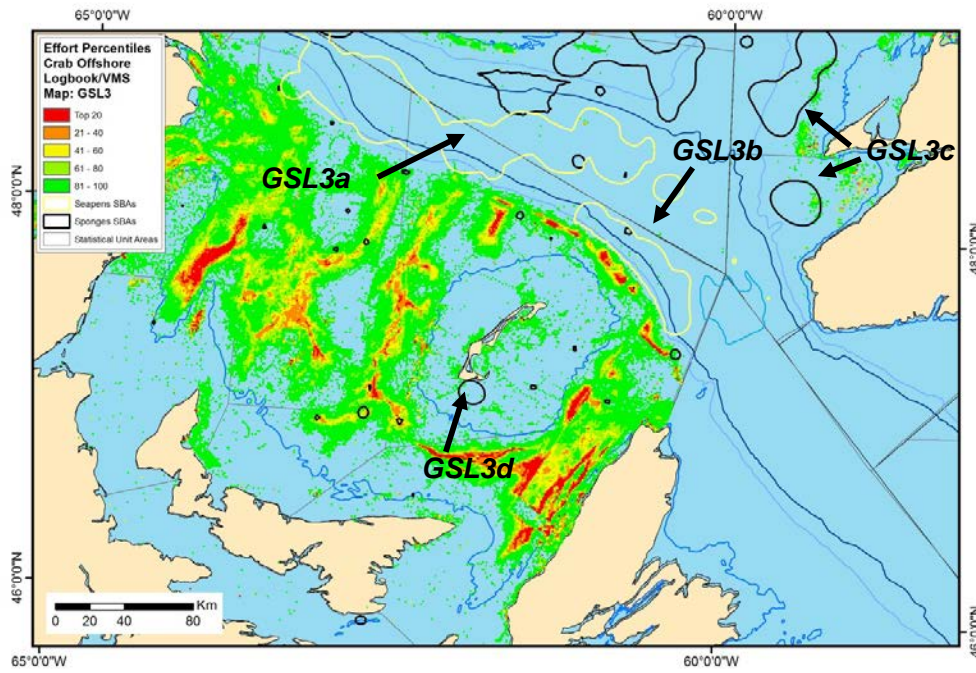 65°0'0"W
60°0'0"W
Effort Percentiles
Crab Offshore
Logbook/VMS
Map: GSL3
Top 20
21 - 40
41 - 60
61 - 80
81 - 100
Seapens SBAs
Sponges SBAs
Statistical Unit Areas
GSL3a
GSL3b
GSL3c
48°0'0"N
48°0'0"N
GSL3d
46°0'0"N
46°0'0"N
Km
0 20 40 80
65°0'0"W
60°0'0"W